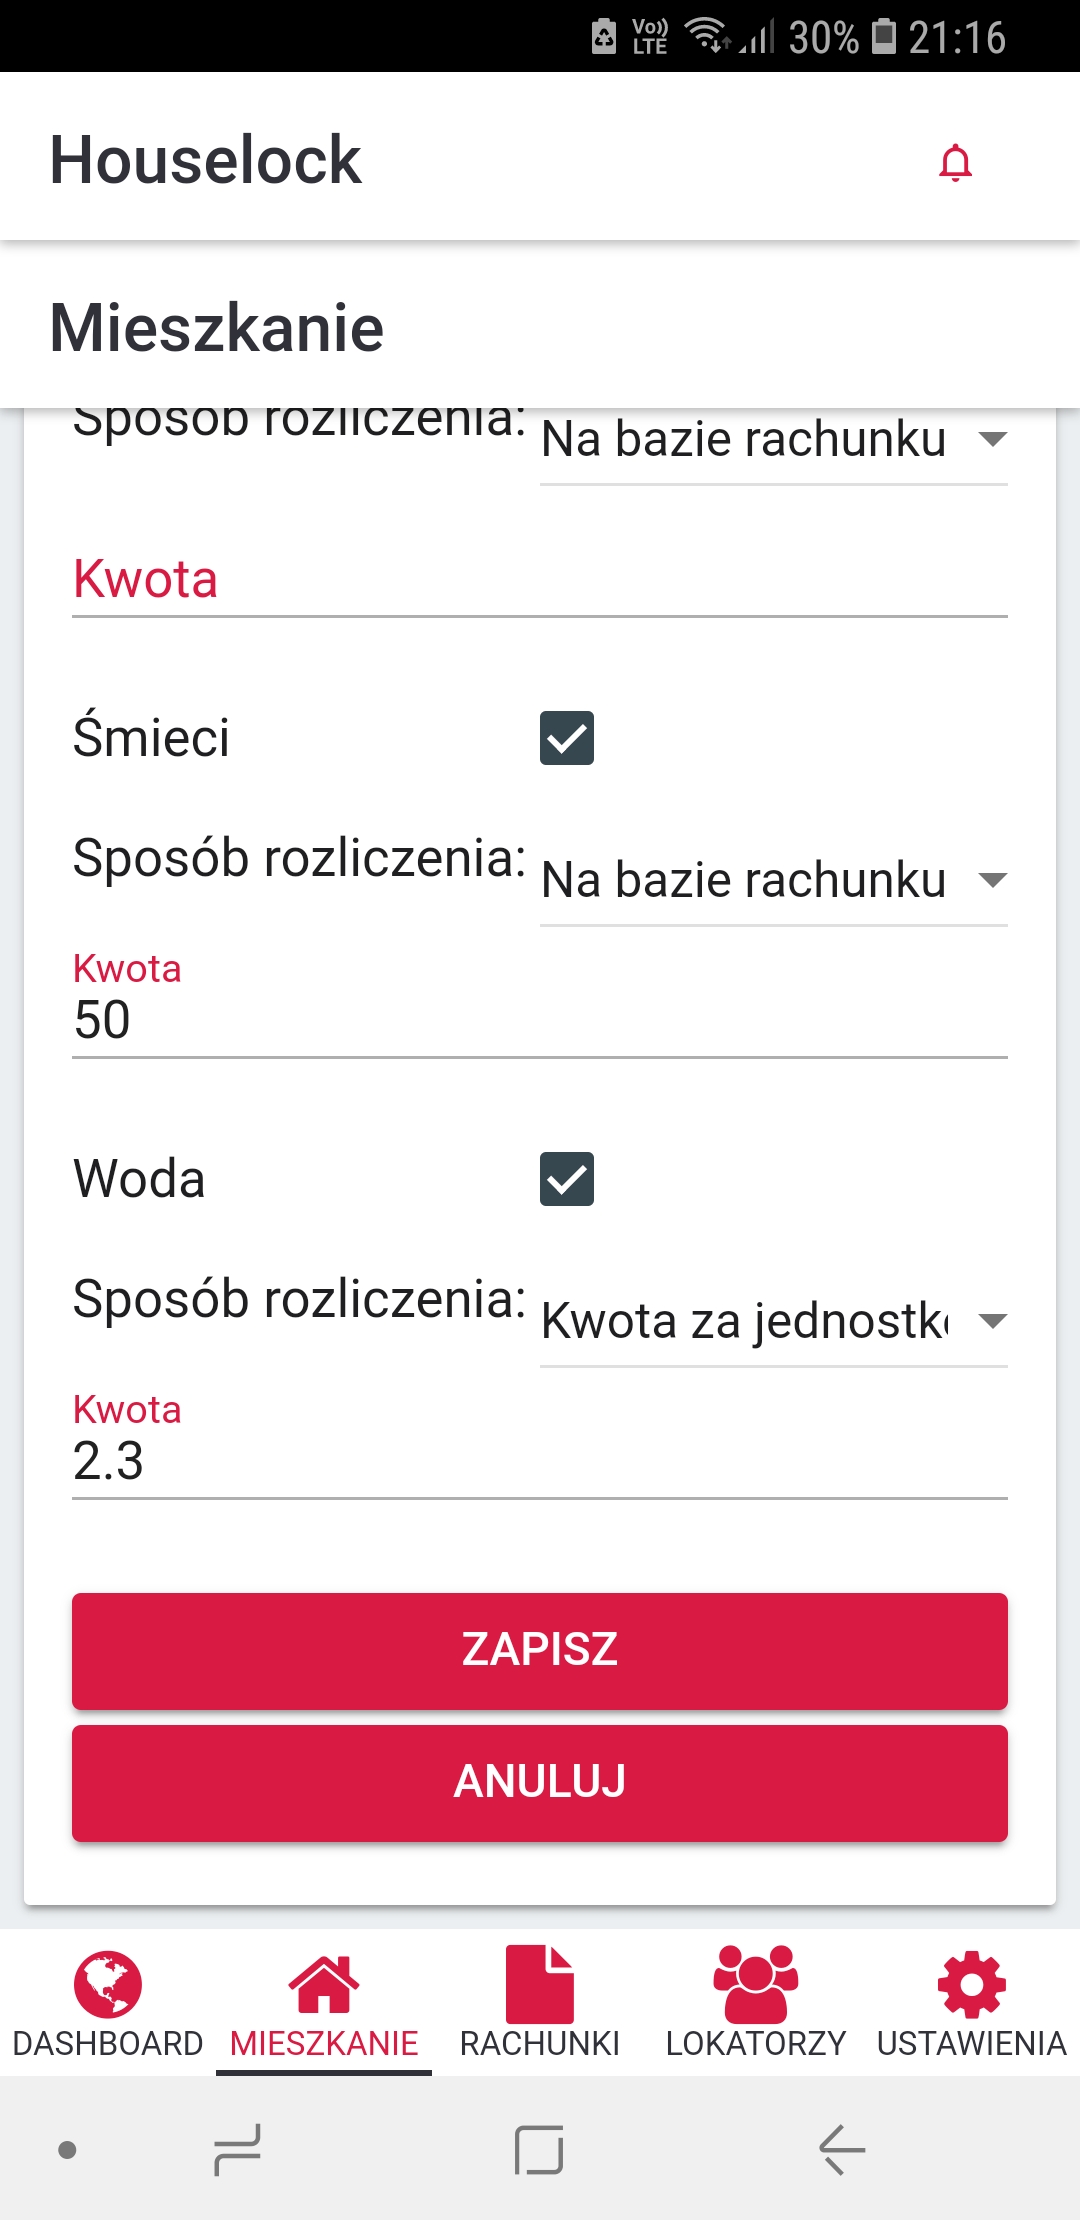 Vo))
LTE
30%
21:16
Houselock
Mieszkanie
Sposób rozliczenia:
Na bazie rachunku
Kwota
Śmieci
Sposób rozliczenia:
Na bazie rachunku
Kwota
50
Woda
Sposób rozliczenia:
Kwota za jednostk
Kwota
2.3
ZAPISZ
ANULUJ
DASHBOARD MIESZKANIE RACHUNKI LOKATORZY USTAWIENIA